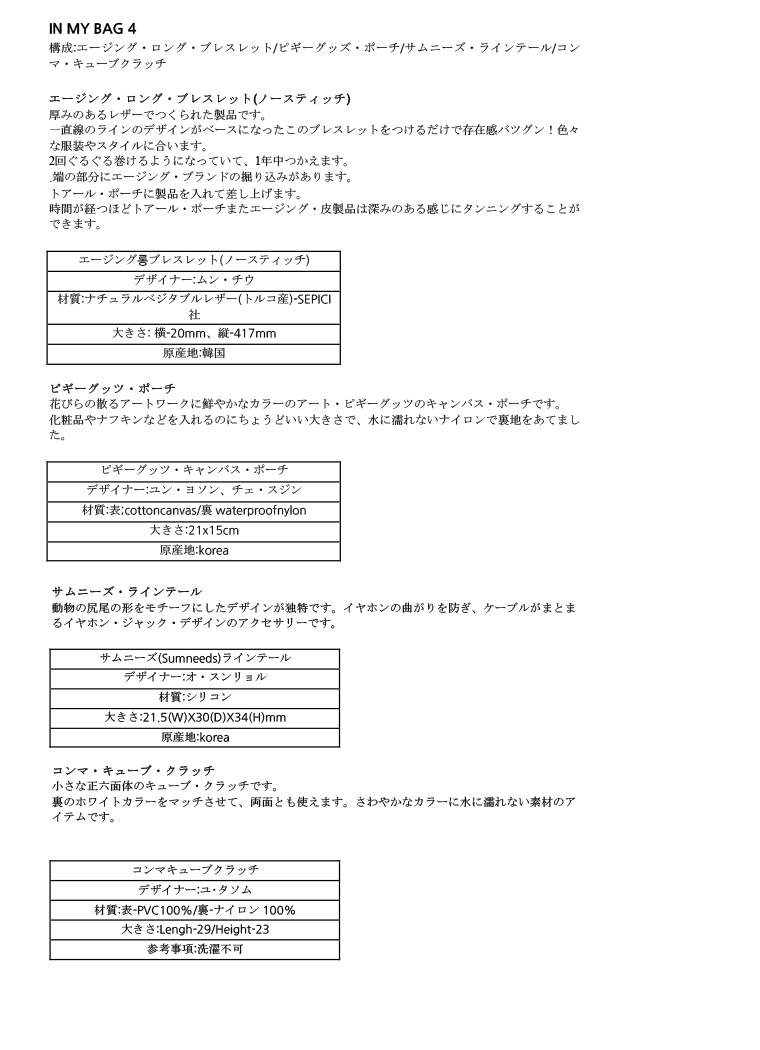 IN MY BAG 4
構成:エージング・ロング・ブレスレット/ピギーグッズ・ポーチ/サムニーズ・ラインテール/コン
マ・キューブクラッチ
エージング・ロング・ブレスレット(ノースティッチ)
厚みのあるレザーでつくられた製品です。
一直線のラインのデザインがベースになったこのブレスレットをつけるだけで存在感バツグン！色々
な服装やスタイルに合います。
2回ぐるぐる巻けるようになっていて、1年中つかえます。
.端の部分にエージング・ブランドの掘り込みがあります。
トアール・ポーチに製品を入れて差し上げます。
時間が経つほどトアール・ポーチまたエージング・皮製品は深みのある感じにタンニングすることが
できます。
エージング롱ブレスレット(ノースティッチ)
デザイナー:ムン・チウ
材質:ナチュラルベジタブルレザー(トルコ産)-SEPICI
社
大きさ: 横-20mm、縦-417mm
原産地:韓国
ピギーグッツ・ポーチ
花びらの散るアートワークに鮮やかなカラーのアート・ピギーグッツのキャンバス・ポーチです。
化粧品やナフキンなどを入れるのにちょうどいい大きさで、水に濡れないナイロンで裏地をあてまし
た。
ピギーグッツ・キャンバス・ポーチ
デザイナー:ユン・ヨソン、チェ・スジン
材質:表;cottoncanvas/裏 waterproofnylon
大きさ:21x15cm
原産地:korea
サムニーズ・ラインテール
動物の尻尾の形をモチーフにしたデザインが独特です。イヤホンの曲がりを防ぎ、ケーブルがまとま
るイヤホン・ジャック・デザインのアクセサリーです。
サムニーズ(Sumneeds)ラインテール
デザイナー:オ・スンリョル
材質:シリコン
大きさ:21.5(W)X30(D)X34(H)mm
原産地:korea
コンマ・キューブ・クラッチ
小さな正六面体のキューブ・クラッチです。
裏のホワイトカラーをマッチさせて、両面とも使えます。さわやかなカラーに水に濡れない素材のア
イテムです。
コンマキューブクラッチ
デザイナー:ユ･タソム
材質:表-PVC100%/裏-ナイロン 100%
大きさ:Lengh-29/Height-23
参考事項:洗濯不可